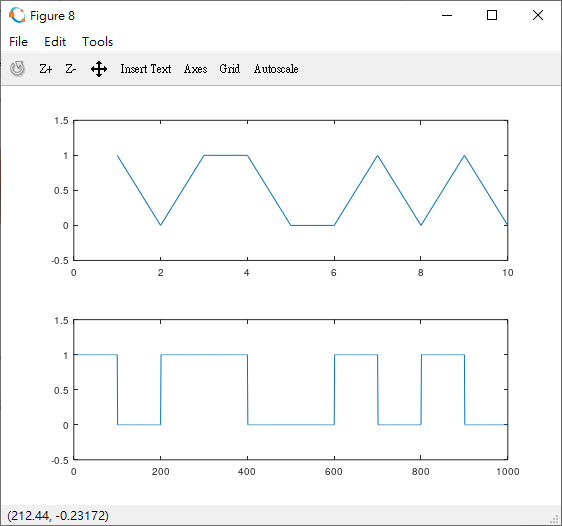 Figure 8
File Edit Tools
Z+ Z- Insert Text Axes Grid Autoscale
1.5
1
0.5
0
-0.5
0 2 4 6 8 10
1.5
1
0.5
0
-0.5
0 200 400 600 800 1000
(212.44, -0.23172)